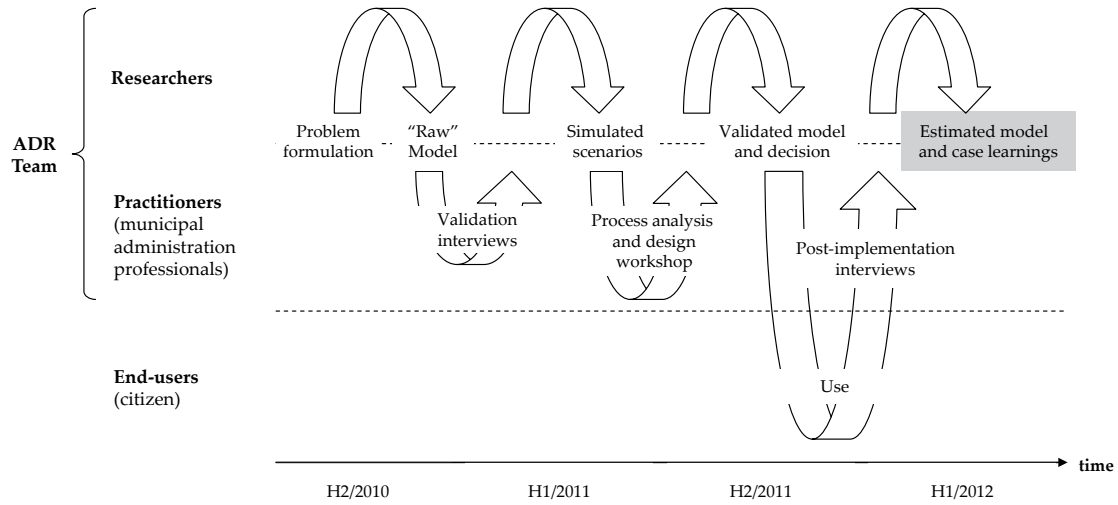 Researchers
ADR
Team
Practitioners
(municipal
administration
professionals)
End-users
(citizen)
Problem
formulation
“Raw”
Model
Simulated
scenarios
Validated model
and decision
Estimated model
and case learnings
Validation
interviews
Process analysis
and design
workshop
Post-implementation
interviews
Use
time
H2/2010
H1/2011
H2/2011
H1/2012